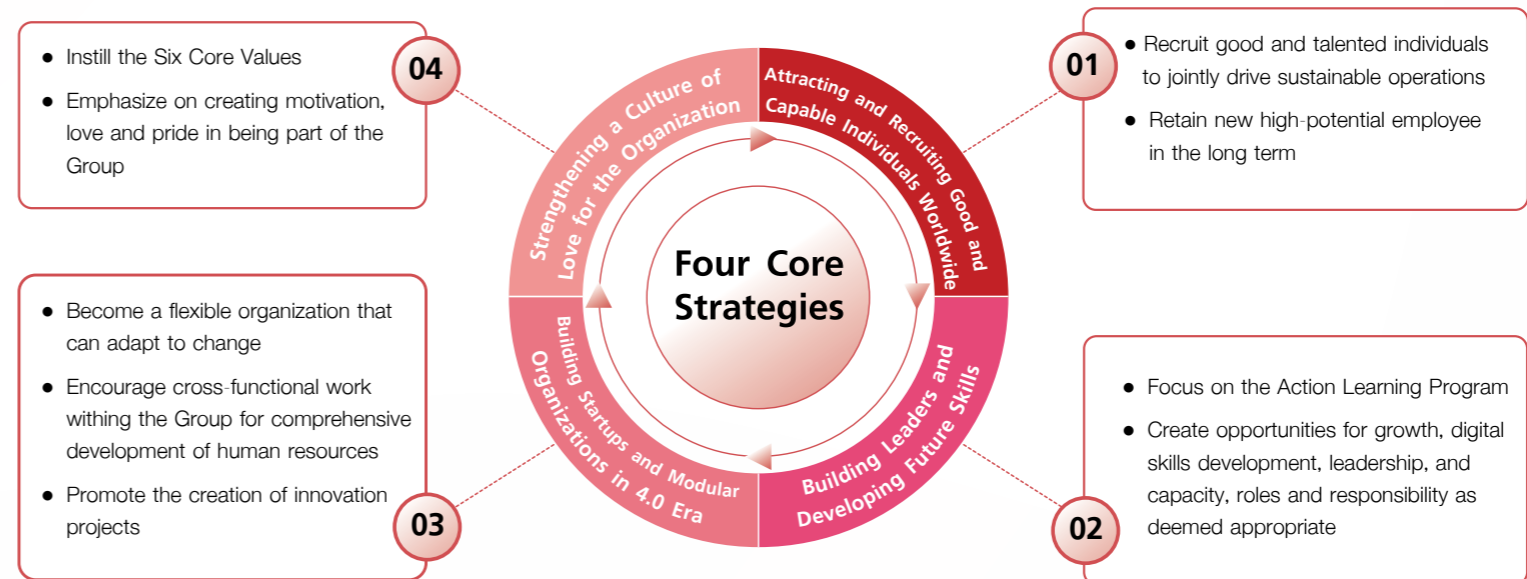 Four Core
Strategies
01
Attracting and Recruiting Good and
Capable Individuals Worldwide
● Recruit good and talented individuals
to jointly drive sustainable operations
● Retain new high-potential employee
in the long term
02
Building Leaders and
Developing Future Skills
● Focus on the Action Learning Program
● Create opportunities for growth, digital
skills development, leadership, and
capacity, roles and responsibility as
deemed appropriate
03
Building Startups and Modular
Organizations in 4.0 Era
● Become a flexible organization that
can adapt to change
● Encourage cross-functional work
withing the Group for comprehensive
development of human resources
● Promote the creation of innovation
projects
04
Strengthening a Culture of
Love for the Organization
● Instill the Six Core Values
● Emphasize on creating motivation,
love and pride in being part of the
Group